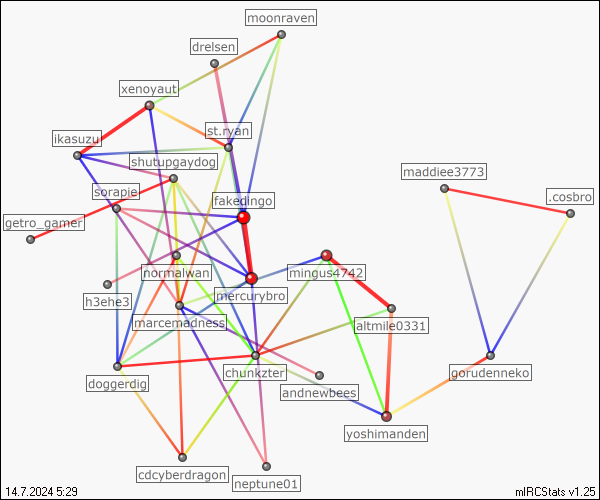 moonraven
drelsen
xenoyaut
st.ryan
ikasuzu
shutupgaydog
maddiee3773
sorapie
.cosbro
fakedingo
getro_gamer
normalwan
mingus4742
h3ehe3
mercurybro
marcemadness
altmile0331
doggerdig
chunkzter
gorudenneko
andnewbees
yoshimanden
cdcyberdragon
neptune01
14.7.2024 5:29
mIRCStats v1.25